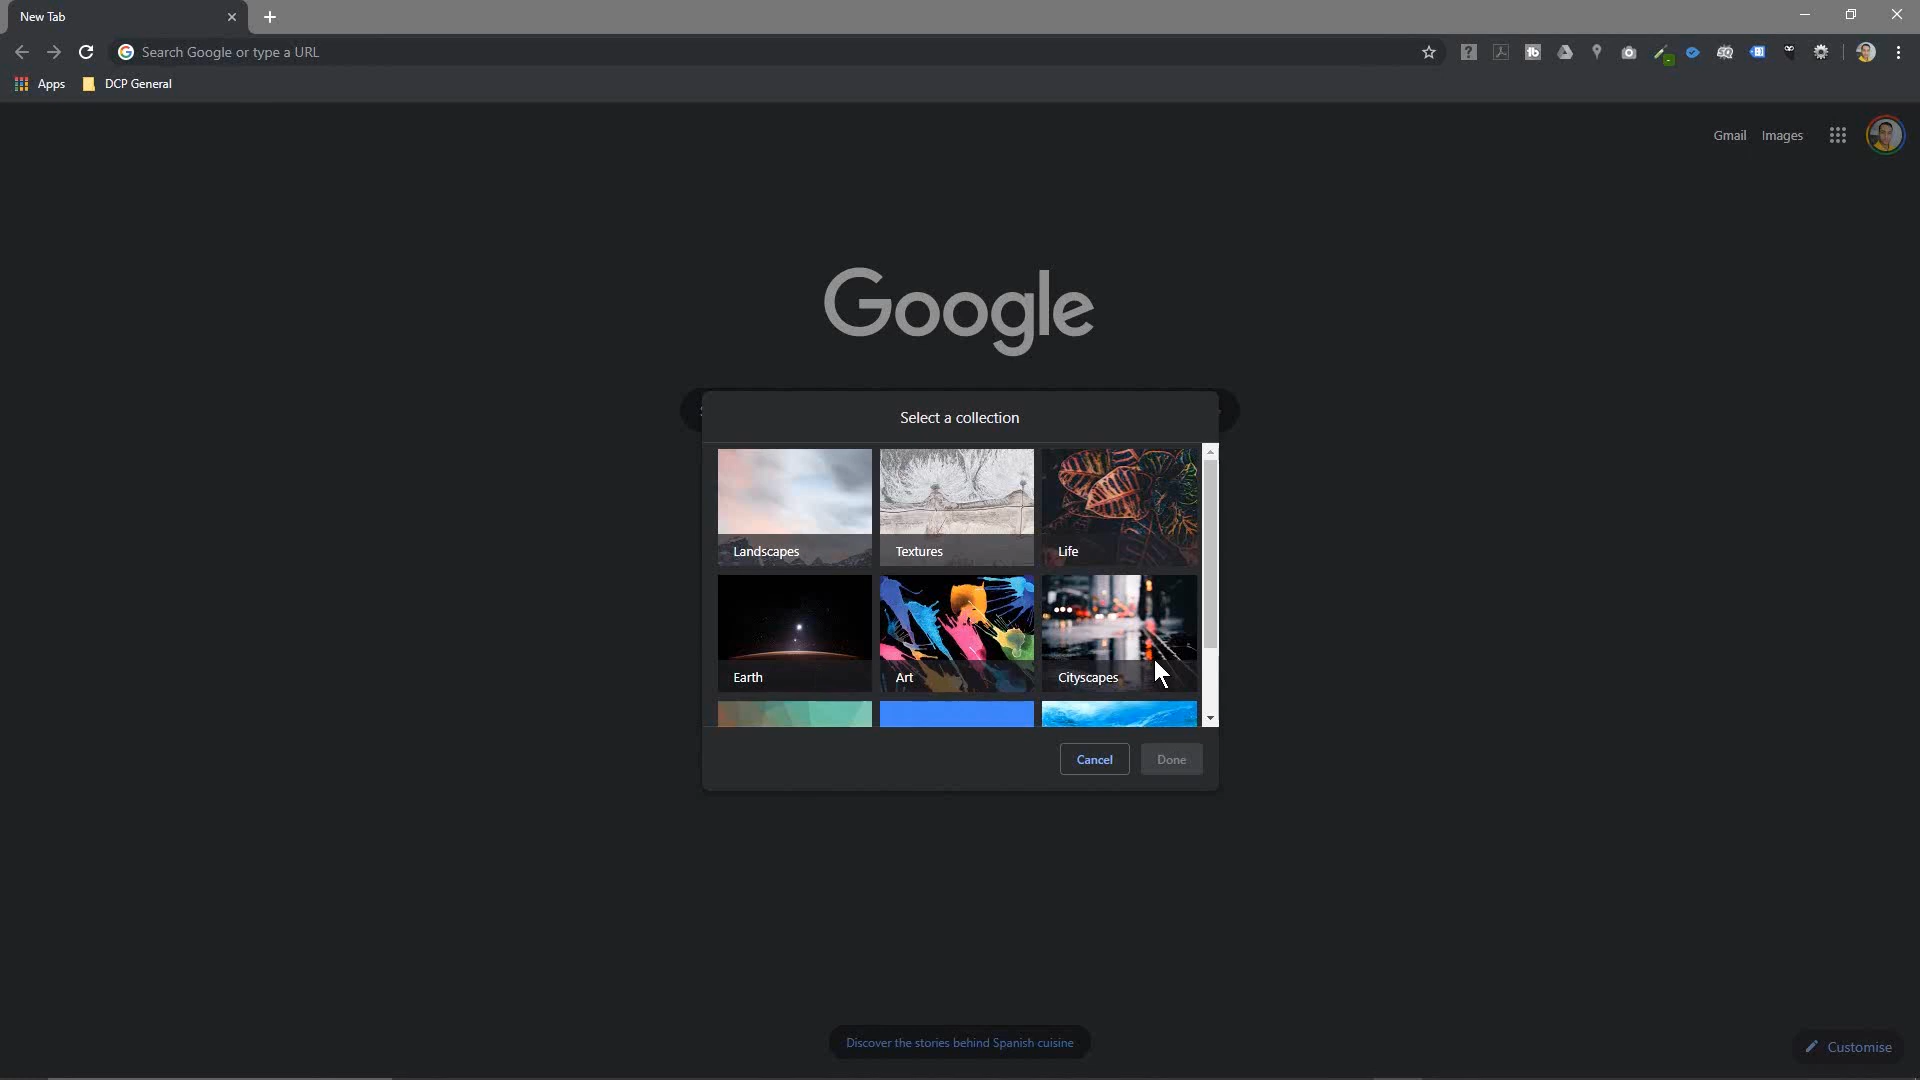 New Tab
Search Google or type a URL
Apps
DCP General
Gmail
Images
Google
Select a collection
Landscapes
Textures
Life
Earth
Art
Cityscapes
Cancel
Done
Discover the stories behind Spanish cuisine
Customise